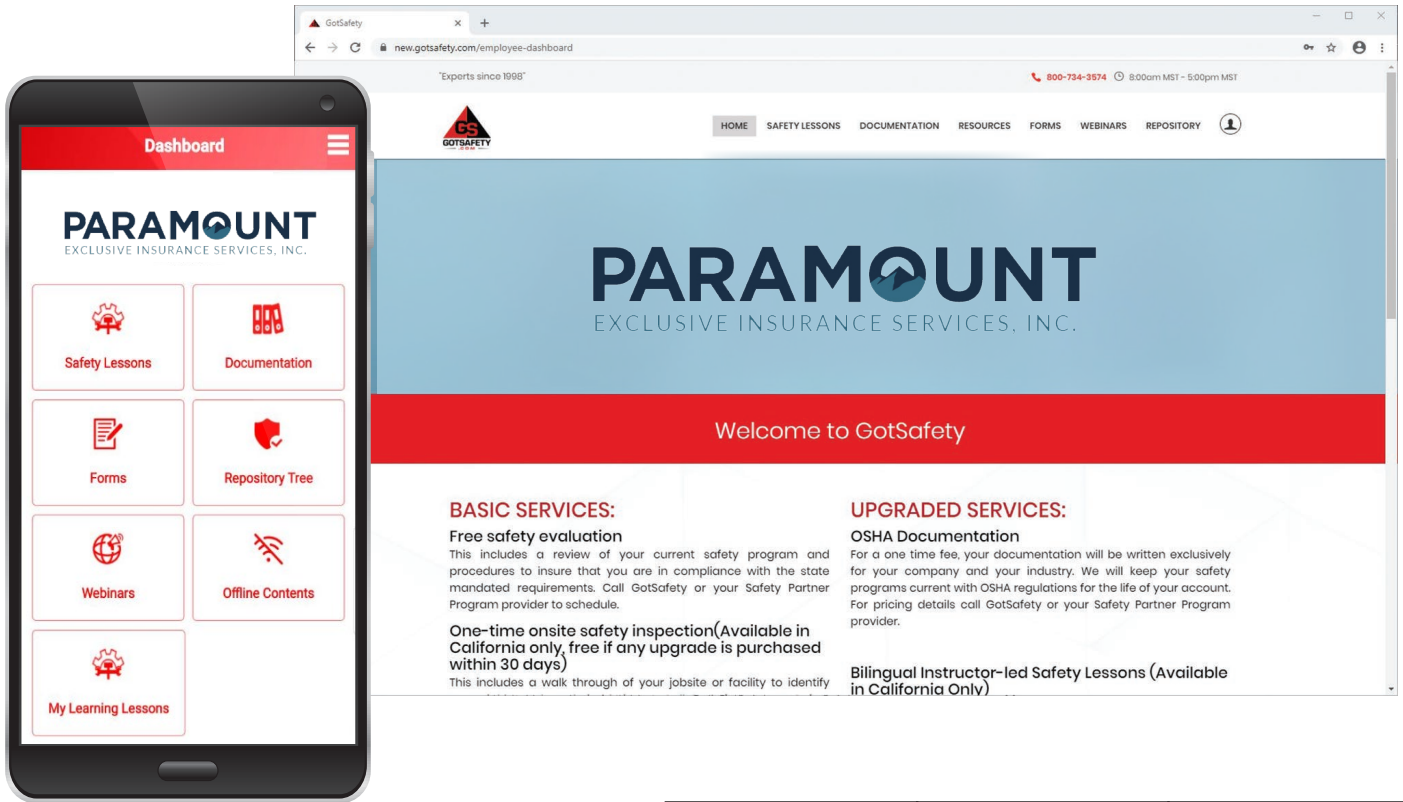 GotSafety
new.gotsafety.com/employee-dashboard
"Experts since 1998"
800-734-3574 8:00am MST - 5:00pm MST
GS
GOTSAFETY
.COM
HOME SAFETY LESSONS DOCUMENTATION RESOURCES FORMS WEBINARS REPOSITORY
PARAMOUNT
EXCLUSIVE INSURANCE SERVICES, INC.
Welcome to GotSafety
BASIC SERVICES:
Free safety evaluation
This includes a review of your current safety program and
procedures to insure that you are in compliance with the state
mandated requirements. Call GotSafety or your Safety Partner
Program provider to schedule.
One-time onsite safety inspection(Available in
California only, free if any upgrade is purchased
within 30 days)
This includes a walk through of your jobsite or facility to identify
UPGRADED SERVICES:
OSHA Documentation
For a one time fee, your documentation will be written exclusively
for your company and your industry. We will keep your safety
programs current with OSHA regulations for the life of your account.
For pricing details call GotSafety or your Safety Partner Program
provider.
Bilingual Instructor-led Safety Lessons (Available
in California Only)
Dashboard
PARAMOUNT
EXCLUSIVE INSURANCE SERVICES, INC.
Safety Lessons
Documentation
Forms
Repository Tree
Webinars
Offline Contents
My Learning Lessons